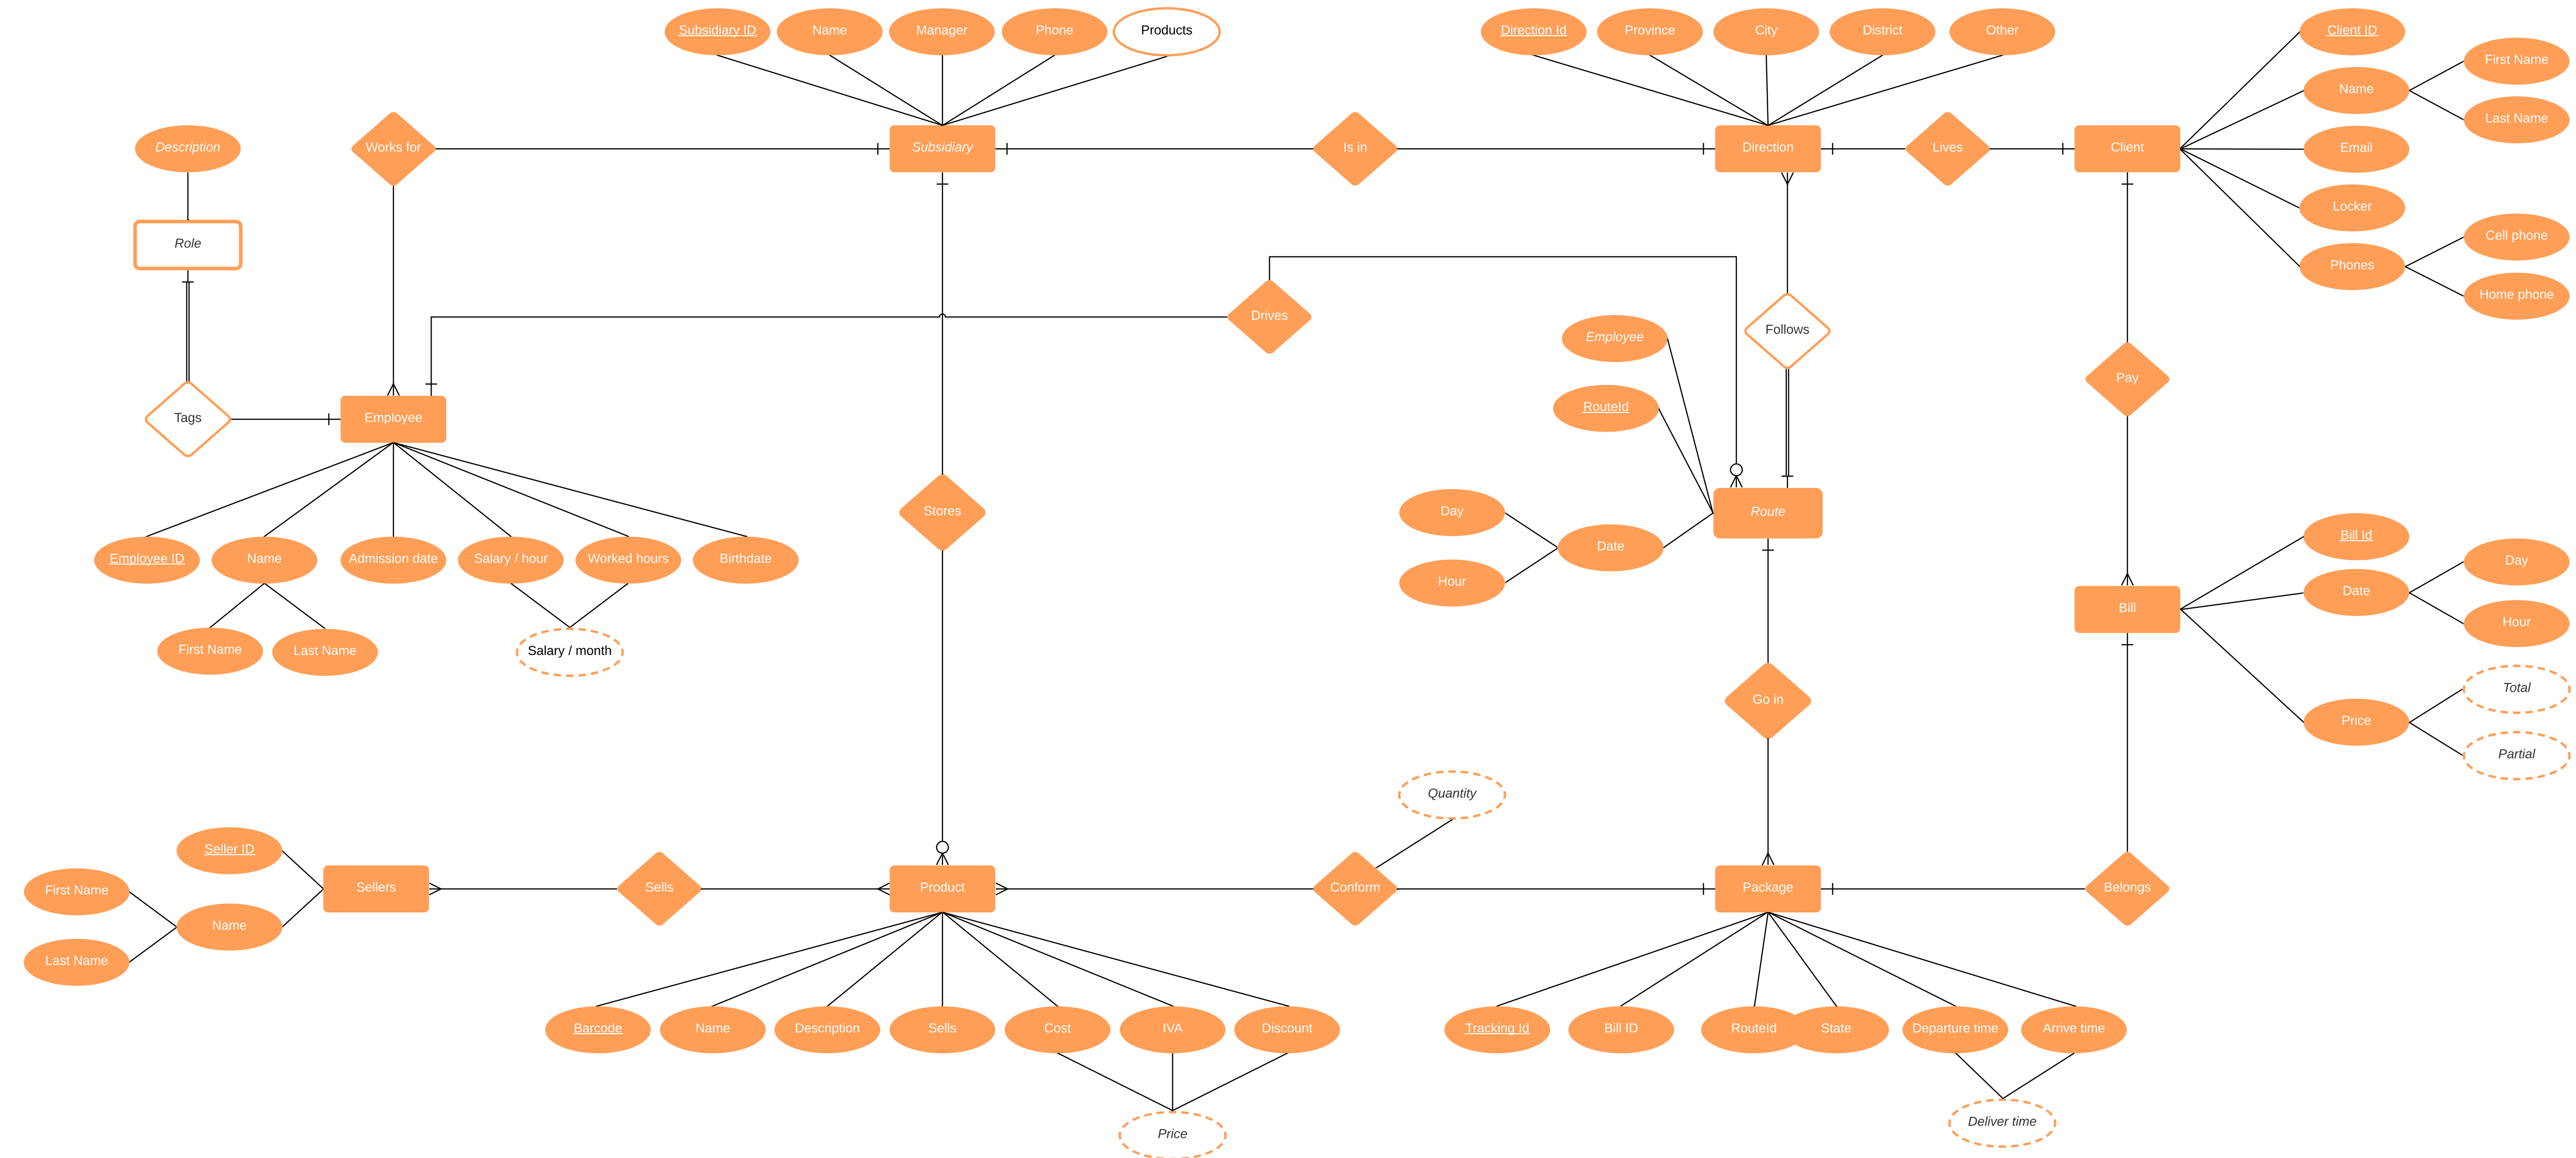 Subsidiary ID
Name
Manager
Phone
Products
Direction Id
Province
City
District
Other
Client ID
First Name
Name
Last Name
Email
Locker
Cell phone
Phones
Home phone
Description
Works for
Subsidiary
Is in
Direction
Lives
Client
Role
Drives
Follows
Employee
RouteId
Pay
Tags
Employee
Stores
Day
Route
Date
Hour
Employee ID
Name
Admission date
Salary / hour
Worked hours
Birthdate
First Name
Last Name
Salary / month
Bill Id
Day
Date
Bill
Hour
Total
Price
Partial
Go in
Quantity
Seller ID
First Name
Sellers
Sells
Product
Conform
Package
Belongs
Name
Last Name
Barcode
Name
Description
Sells
Cost
IVA
Discount
Tracking Id
Bill ID
RouteId
State
Departure time
Arrive time
Price
Deliver time